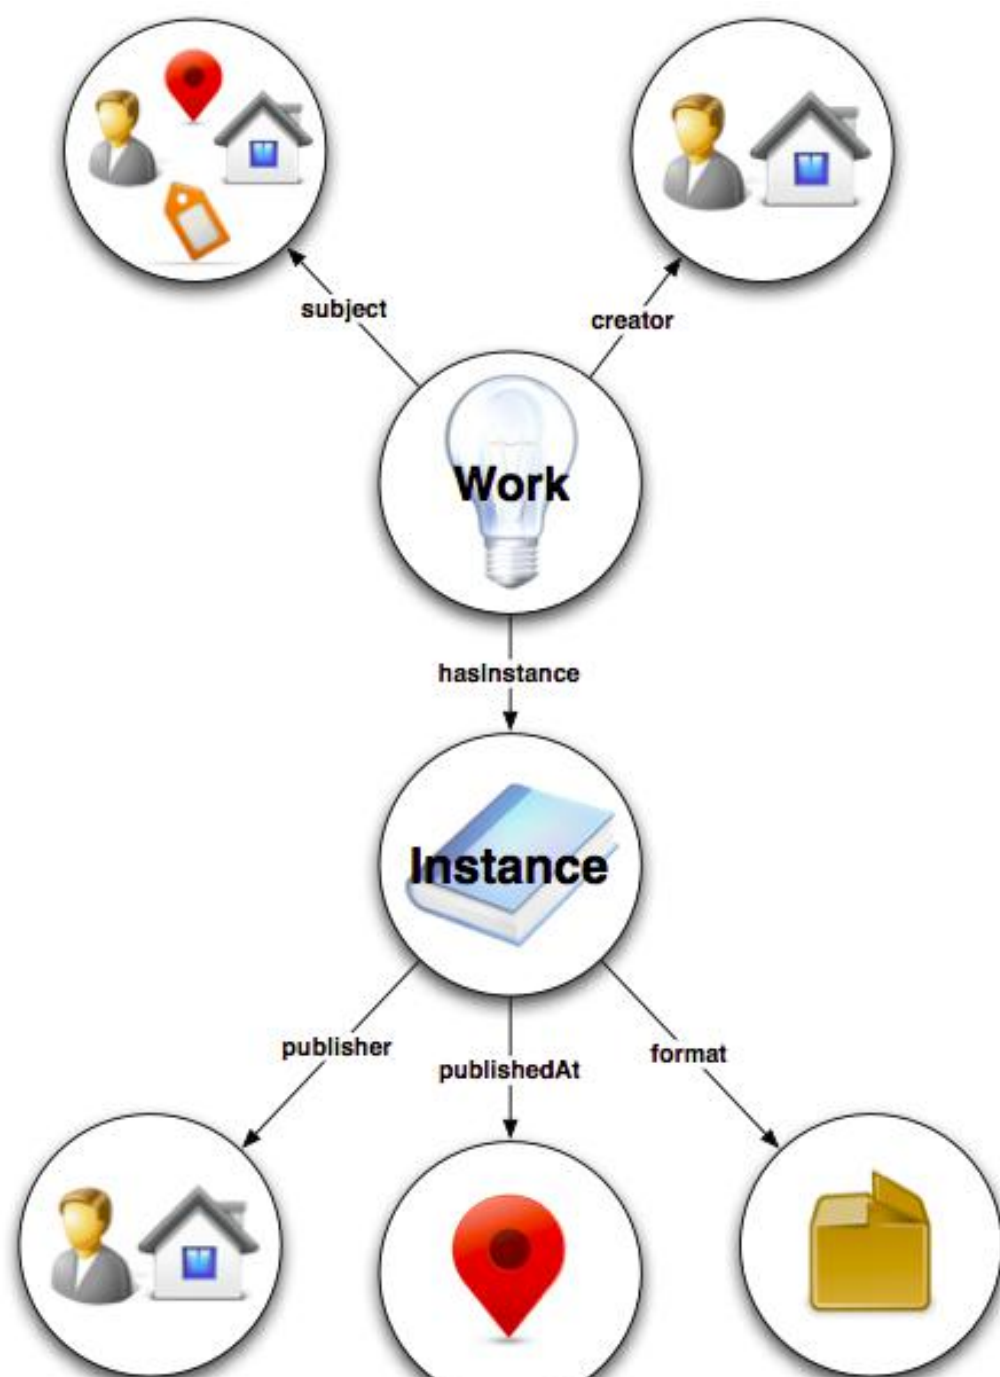 subject
creator
Work
hasInstance
Instance
publisher
publishedAt
format